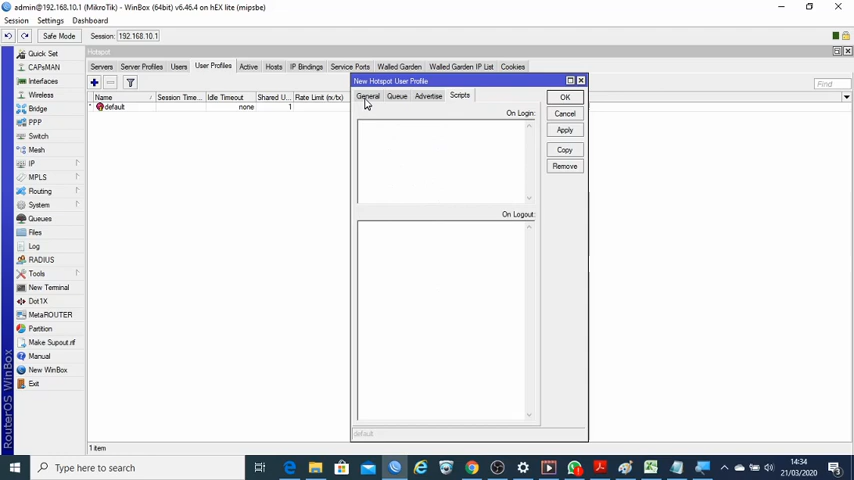 admin@192.168.10.1 (MikroTik) - WinBox (64bit) v6.46.4 on hEX lite (mipsbe)
Session Settings Dashboard
Safe Mode Session: 192.168.10.1
Hotspot
Servers Server Profiles Users User Profiles Active Hosts IP Bindings Service Ports Walled Garden Walled Garden IP List Cookies
Find
Name Session Time... Idle Timeout Shared U... Rate Limit (rx/tx)
* default none 1
New Hotspot User Profile
General Queue Advertise Scripts
On Login:
On Logout:
OK
Cancel
Apply
Copy
Remove
default
Quick Set
CAPsMAN
Interfaces
Wireless
Bridge
PPP
Switch
Mesh
IP
MPLS
Routing
System
Queues
Files
Log
RADIUS
Tools
New Terminal
Dot1X
MetaROUTER
Partition
Make Supout.rif
Manual
New WinBox
Exit
RouterOS WinBox
1 item
Type here to search
14:34
21/03/2020
3